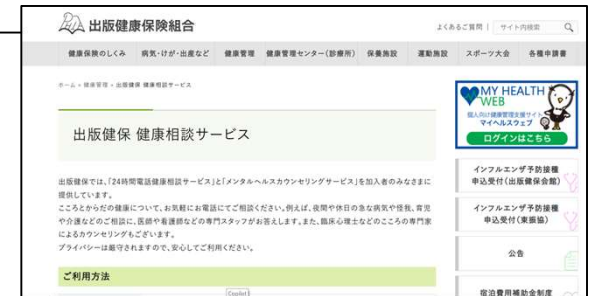 出版健康保険組合
よくあるご質問
サイト内検索
健康保険のしくみ 病気・けが・出産など 健康管理 健康管理センター(診療所) 保養施設 運動施設 スポーツ大会 各種申請書
ホーム » 健康管理 » 出版健保 健康相談サービス
出版健保 健康相談サービス
出版健保では、「24時間電話健康相談サービス」と「メンタルヘルスカウンセリングサービス」を加入者のみなさまに
提供しています。
こころとからだの健康について、お気軽にお電話にてご相談ください。例えば、夜間や休日の急な病気や怪我、育児
や介護などのご相談に、医師や看護師などの専門スタッフがお答えします。また、臨床心理士などのこころの専門家
によるカウンセリングもございます。
プライバシーは厳守されますので、安心してご利用ください。
ご利用方法
Copilot
MY HEALTH
WEB
個人向け健康管理支援サイト
マイヘルスウェブ
ログインはこちら
インフルエンザ予防接種
申込受付(出版健保会館)
インフルエンザ予防接種
申込受付(東振協)
公告
宿泊費用補助金制度